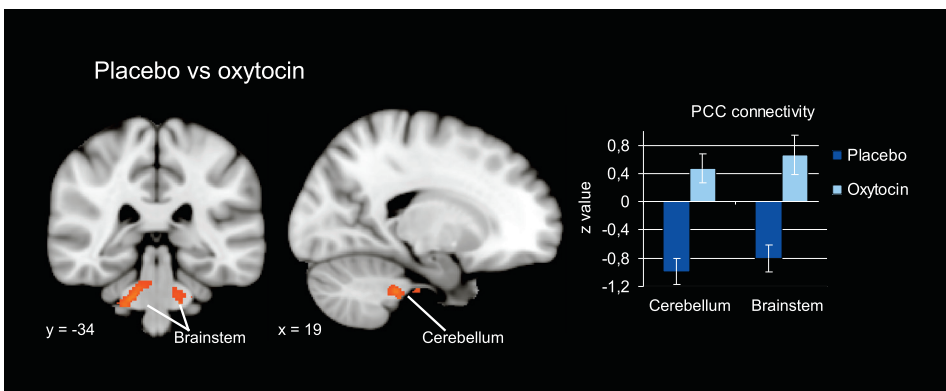 Placebo vs oxytocin
y = -34
Brainstem
x = 19
Cerebellum
PCC connectivity
z value
0,8
0,4
0
-0,4
-0,8
-1,2
Cerebellum
Brainstem
Placebo
Oxytocin